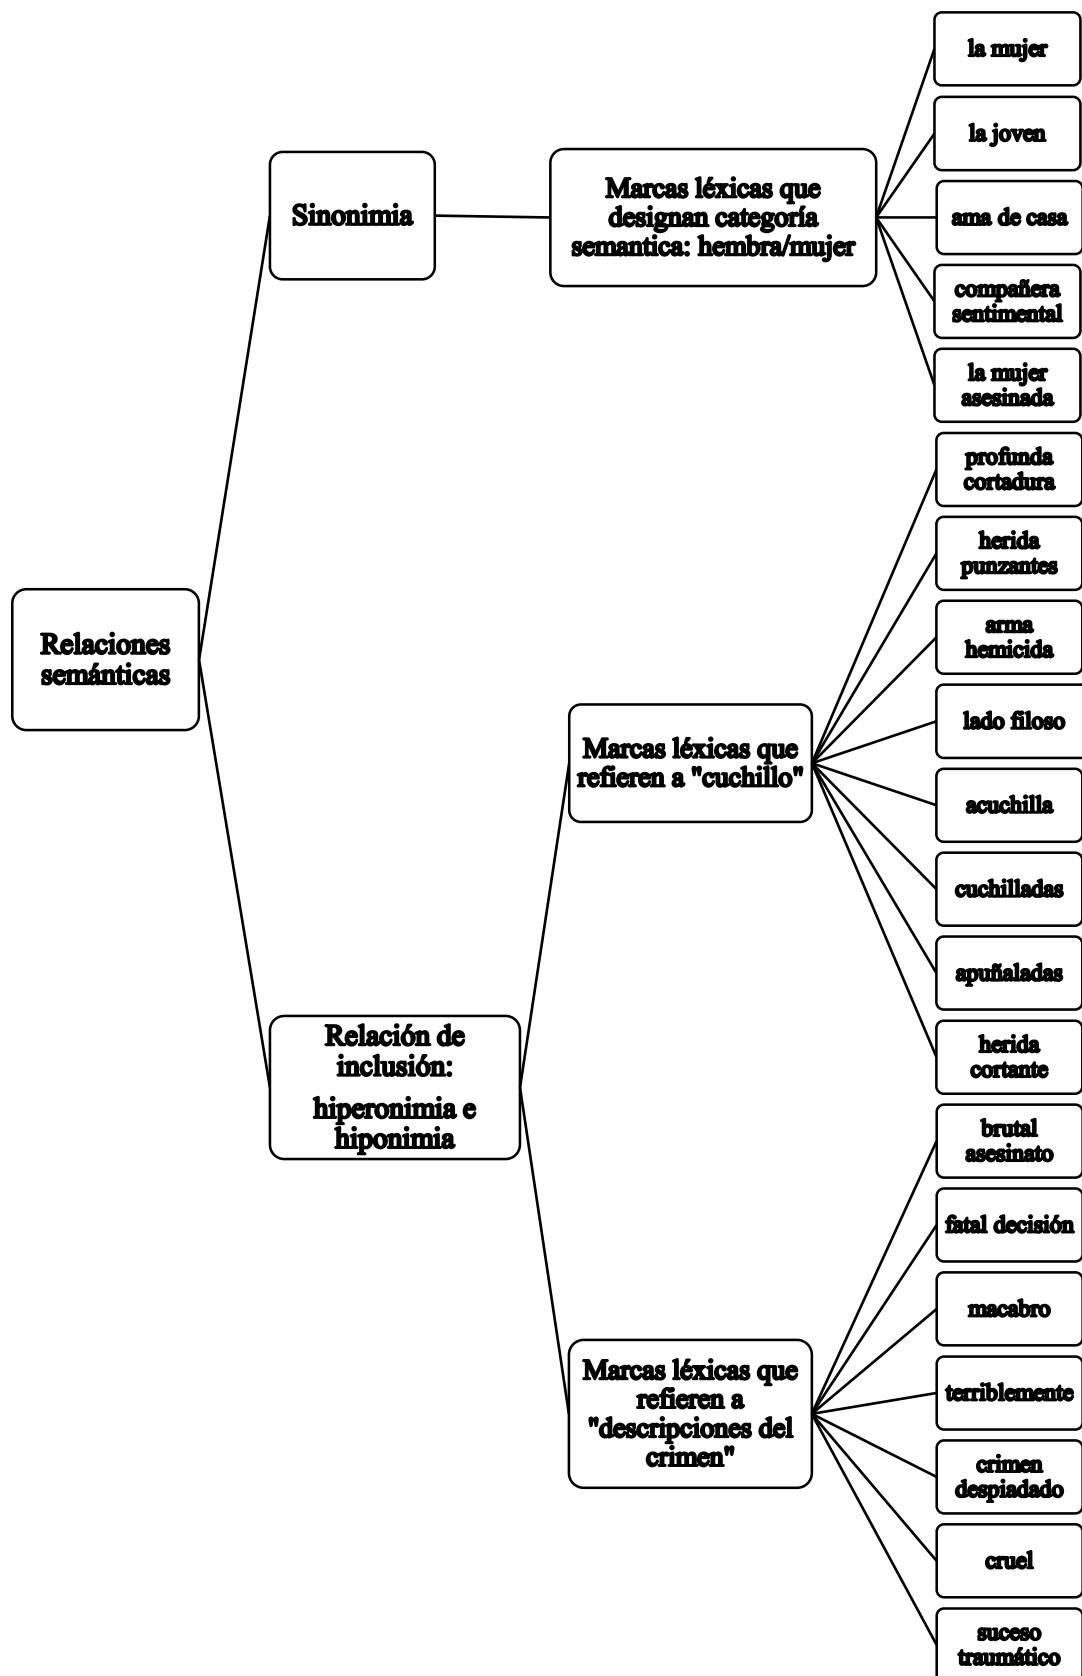 Relaciones
semánticas
Sinonimia
Marcas léxicas que
designan categoría
semantica: hembra/mujer
la mujer
la joven
ama de casa
compañera
sentimental
la mujer
asesinada
Relación de
inclusión:
hiperonimia e
hiponimia
Marcas léxicas que
refieren a "cuchillo"
profunda
cortadura
herida
punzantes
arma
hemicida
lado filoso
acuchilla
cuchilladas
apuñaladas
herida
cortante
Marcas léxicas que
refieren a
"descripciones del
crimen"
brutal
asesinato
fatal decisión
macabro
terriblemente
crimen
despiadado
cruel
suceso
traumático